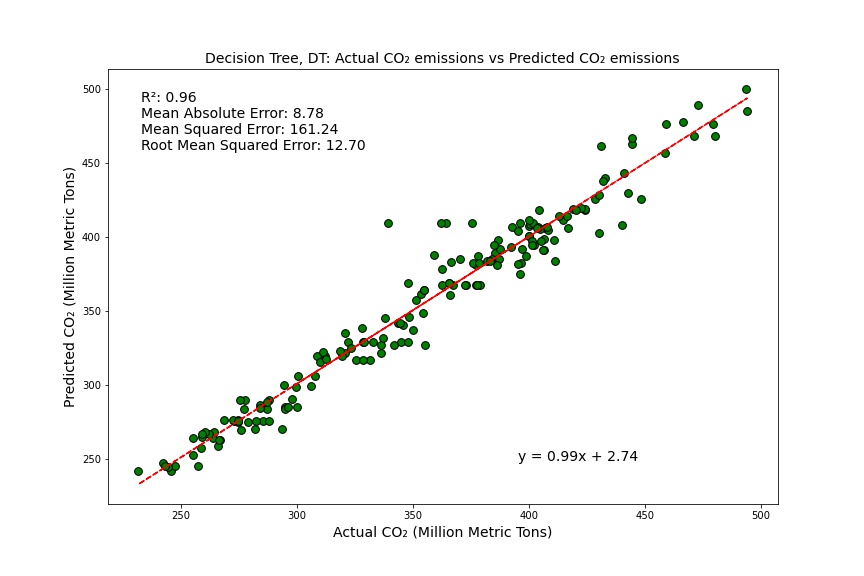 Decision Tree, DT: Actual CO₂ emissions vs Predicted CO₂ emissions
R²: 0.96
Mean Absolute Error: 8.78
Mean Squared Error: 161.24
Root Mean Squared Error: 12.70
y = 0.99x + 2.74
Predicted CO₂ (Million Metric Tons)
500
450
400
350
300
250
250 300 350 400 450 500
Actual CO₂ (Million Metric Tons)